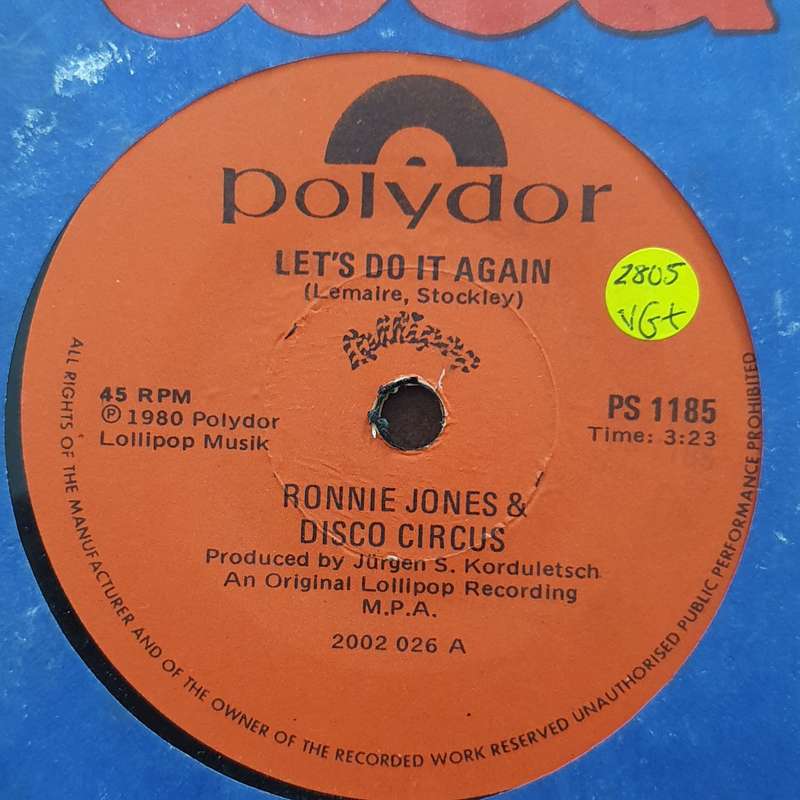 polydor
LET'S DO IT AGAIN
(Lemaire, Stockley)
2805
VG+
45 RPM
℗ 1980 Polydor
Lollipop Musik
PS 1185
Time: 3:23
RONNIE JONES &
DISCO CIRCUS
Produced by Jürgen S. Korduletsch
An Original Lollipop Recording
M.P.A.
2002 026 A
ALL RIGHTS OF THE MANUFACTURER AND OF THE OWNER OF THE RECORDED WORK RESERVED UNAUTHORISED PUBLIC PERFORMANCE PROHIBITED